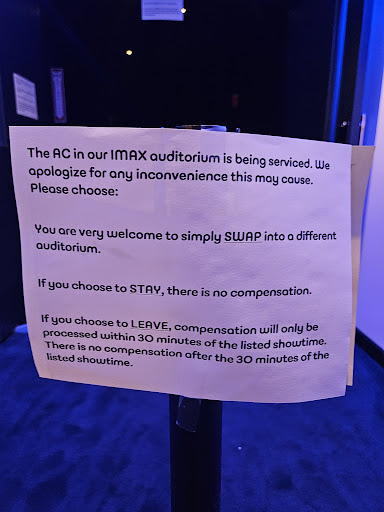 The AC in our IMAX auditorium is being serviced. We
apologize for any inconvenience this may cause.
Please choose:
You are very welcome to simply SWAP into a different
auditorium.
If you choose to STAY, there is no compensation.
If you choose to LEAVE, compensation will only be
processed within 30 minutes of the listed showtime.
There is no compensation after the 30 minutes of the
listed showtime.